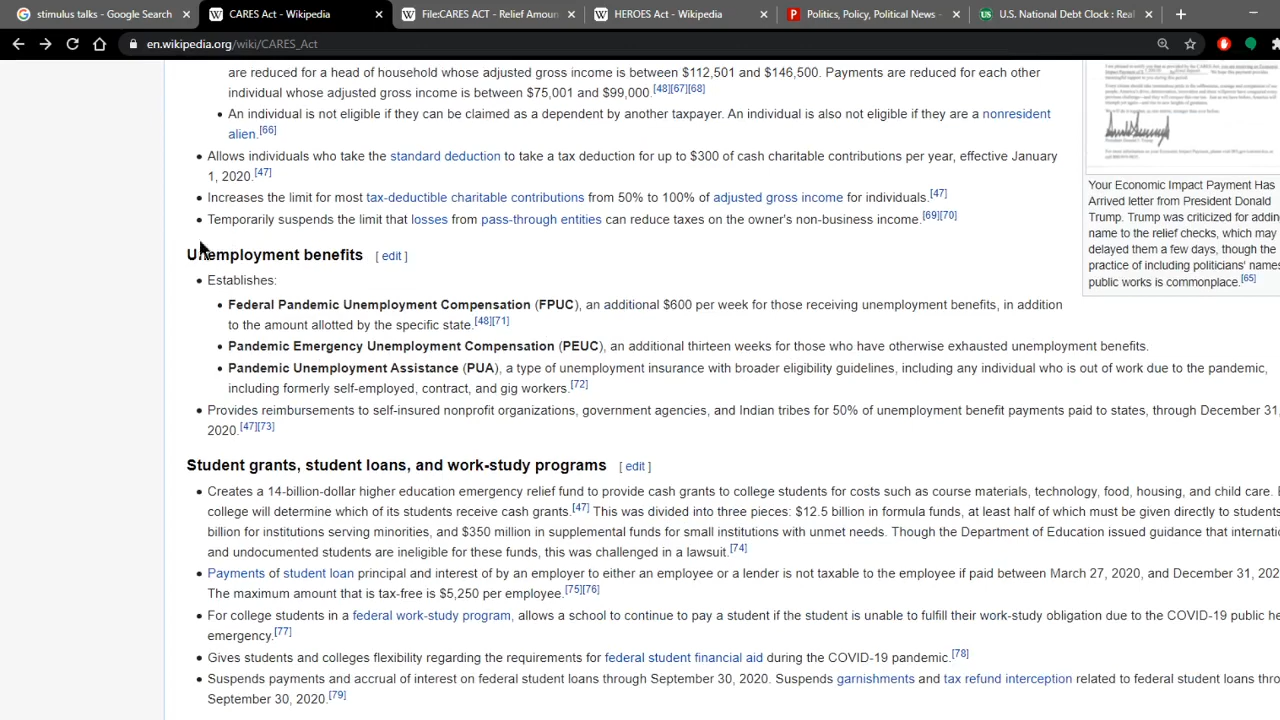 stimulus talks - Google Search
CARES Act - Wikipedia
File:CARES ACT - Relief Amoun
HEROES Act - Wikipedia
Politics, Policy, Political News -
U.S. National Debt Clock : Real
en.wikipedia.org/wiki/CARES_Act
are reduced for a head of household
adjusted gross income is between $112,501 and $146,500. Payments are reduced for each other
individual whose adjusted gross income is between $75,001 and $99,000.[48][67][68]
An individual is not eligible if they can be claimed as a dependent by another taxpayer. An individual is also not eligible if they are a nonresident
alien.[66]
Allows individuals who take the standard deduction to take a tax deduction for up to $300 of cash charitable contributions per year, effective January
1, 2020.[47]
Increases the limit for most tax-deductible charitable contributions from 50% to 100% of adjusted gross income for individuals.[47]
Temporarily suspends the limit that losses from pass-through entities can reduce taxes on the owner's non-business income.[69][70]
President Donald J. Trump
Your Economic Impact Payment Has
Arrived letter from President Donald
Trump. Trump was criticized for addin
name to the relief checks, which may
delayed them a few days, though the
practice of including politicians' names
public works is commonplace.[65]
Unemployment benefits [ edit ]
Establishes:
Federal Pandemic Unemployment Compensation (FPUC), an additional $600 per week for those receiving unemployment benefits, in addition
to the amount allotted by the specific state.[48][71]
Pandemic Emergency Unemployment Compensation (PEUC), an additional thirteen weeks for those who have otherwise exhausted unemployment benefits.
Pandemic Unemployment Assistance (PUA), a type of unemployment insurance with broader eligibility guidelines, including any individual who is out of work due to the pandemic,
including formerly self-employed, contract, and gig workers.[72]
Provides reimbursements to self-insured nonprofit organizations, government agencies, and Indian tribes for 50% of unemployment benefit payments paid to states, through December 31,
2020.[47][73]
Student grants, student loans, and work-study programs [ edit ]
Creates a 14-billion-dollar higher education emergency relief fund to provide cash grants to college students for costs such as course materials, technology, food, housing, and child care. E
college will determine which of its students receive cash grants.[47] This was divided into three pieces: $12.5 billion in formula funds, at least half of which must be given directly to students
billion for institutions serving minorities, and $350 million in supplemental funds for small institutions with unmet needs. Though the Department of Education issued guidance that internatio
and undocumented students are ineligible for these funds, this was challenged in a lawsuit.[74]
Payments of student loan principal and interest of by an employer to either an employee or a lender is not taxable to the employee if paid between March 27, 2020, and December 31, 202
The maximum amount that is tax-free is $5,250 per employee.[75][76]
For college students in a federal work-study program, allows a school to continue to pay a student if the student is unable to fulfill their work-study obligation due to the COVID-19 public he
emergency.[77]
Gives students and colleges flexibility regarding the requirements for federal student financial aid during the COVID-19 pandemic.[78]
Suspends payments and accrual of interest on federal student loans through September 30, 2020. Suspends garnishments and tax refund interception related to federal student loans thro
September 30, 2020.[79]